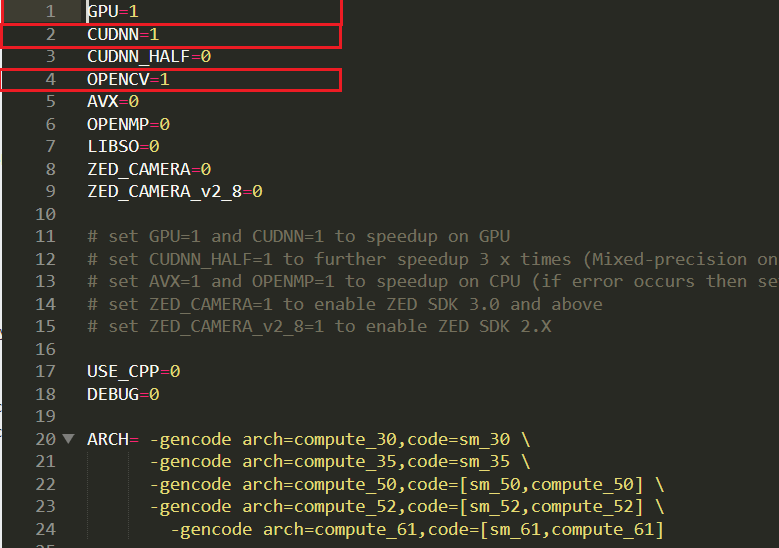 1 GPU=1
2 CUDNN=1
3 CUDNN_HALF=0
4 OPENCV=1
5 AVX=0
6 OPENMP=0
7 LIBSO=0
8 ZED_CAMERA=0
9 ZED_CAMERA_v2_8=0
10
11 # set GPU=1 and CUDNN=1 to speedup on GPU
12 # set CUDNN_HALF=1 to further speedup 3 x times (Mixed-precision on
13 # set AVX=1 and OPENMP=1 to speedup on CPU (if error occurs then se
14 # set ZED_CAMERA=1 to enable ZED SDK 3.0 and above
15 # set ZED_CAMERA_v2_8=1 to enable ZED SDK 2.X
16
17 USE_CPP=0
18 DEBUG=0
19
20 ARCH= -gencode arch=compute_30,code=sm_30 \
21 -gencode arch=compute_35,code=sm_35 \
22 -gencode arch=compute_50,code=[sm_50,compute_50] \
23 -gencode arch=compute_52,code=[sm_52,compute_52] \
24 -gencode arch=compute_61,code=[sm_61,compute_61]